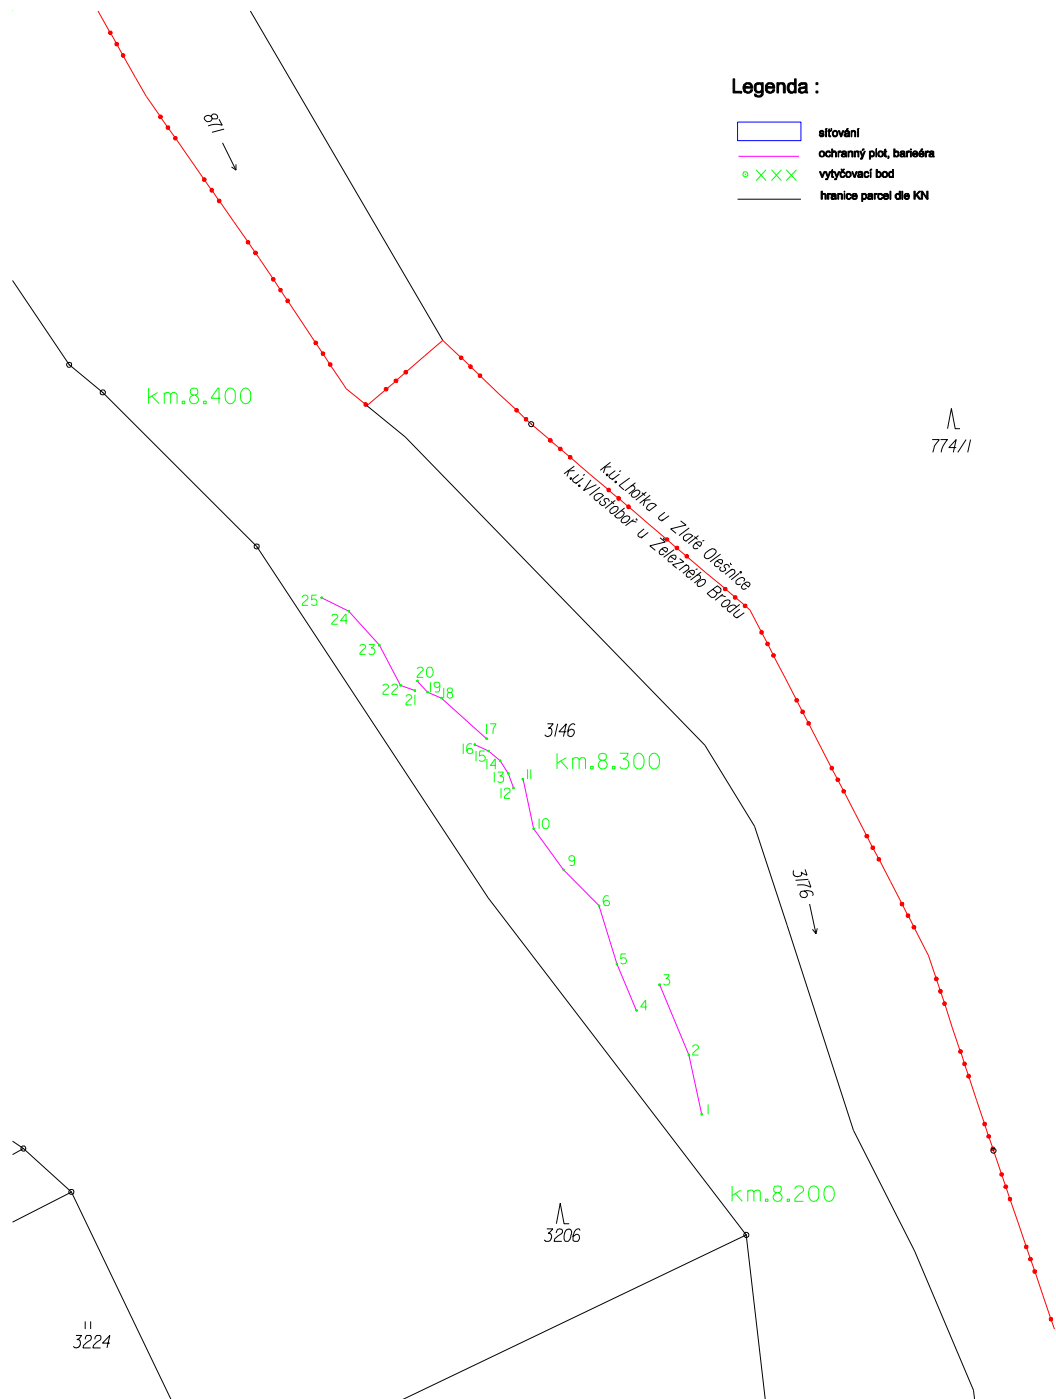 Legenda :
síťování
ochranný plot, barieéra
vytyčovací bod
hranice parcel dle KN
871
km.8.400
774/1
k.ú.Lhotka u Zlaté Olešnice
k.ú.Vlastiboř u Železného Brodu
25
24
23
22
21
20
19
18
17
16
15
14
13
12
11
3146
km.8.300
10
9
6
5
4
3
2
1
3176
km.8.200
3206
3224